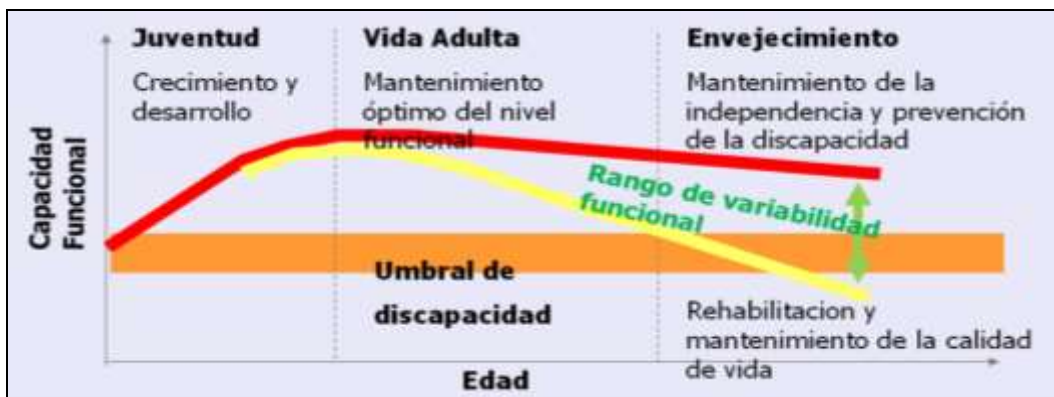 Juventud
Crecimiento y
desarrollo
Vida Adulta
Mantenimiento
óptimo del nivel
funcional
Envejecimiento
Mantenimiento de la
independencia y prevención
de la discapacidad
Capacidad
Funcional
Rango de variabilidad
funcional
Umbral de
discapacidad
Rehabilitacion y
mantenimiento de la calidad
de vida
Edad